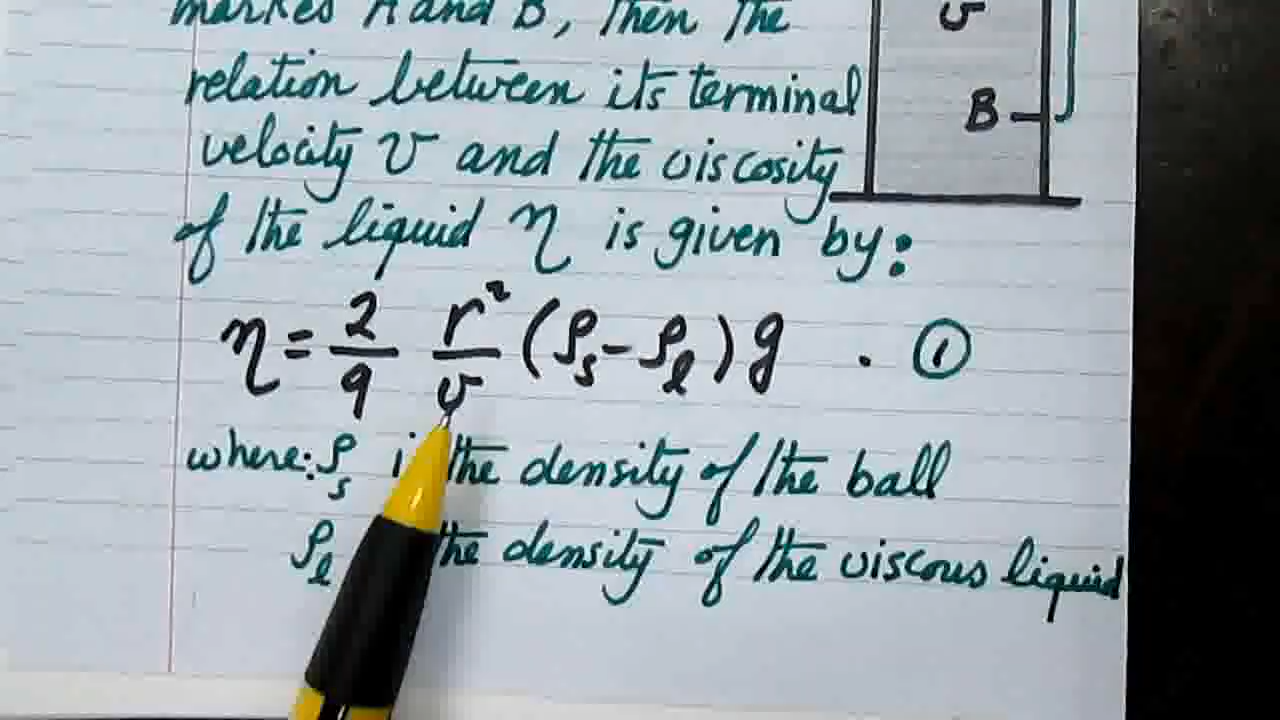 markes A and B, then the
relation between its terminal
velocity v and the viscosity
of the liquid η is given by:
η = 2/9 r²/v (ρs - ρl) g . ①
where: ρs is the density of the ball
ρl the density of the viscous liquid
v
B